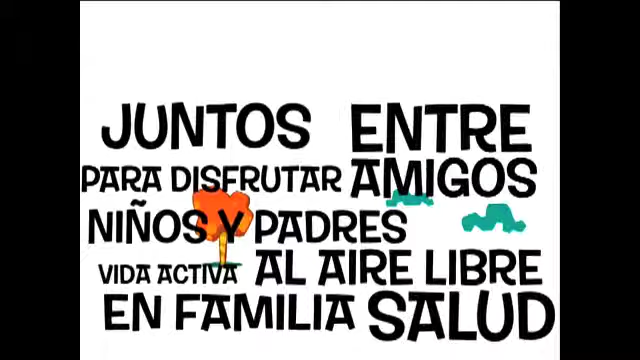 JUNTOS ENTRE
PARA DISFRUTAR AMIGOS
NIÑOS Y PADRES
VIDA ACTIVA AL AIRE LIBRE
EN FAMILIA SALUD